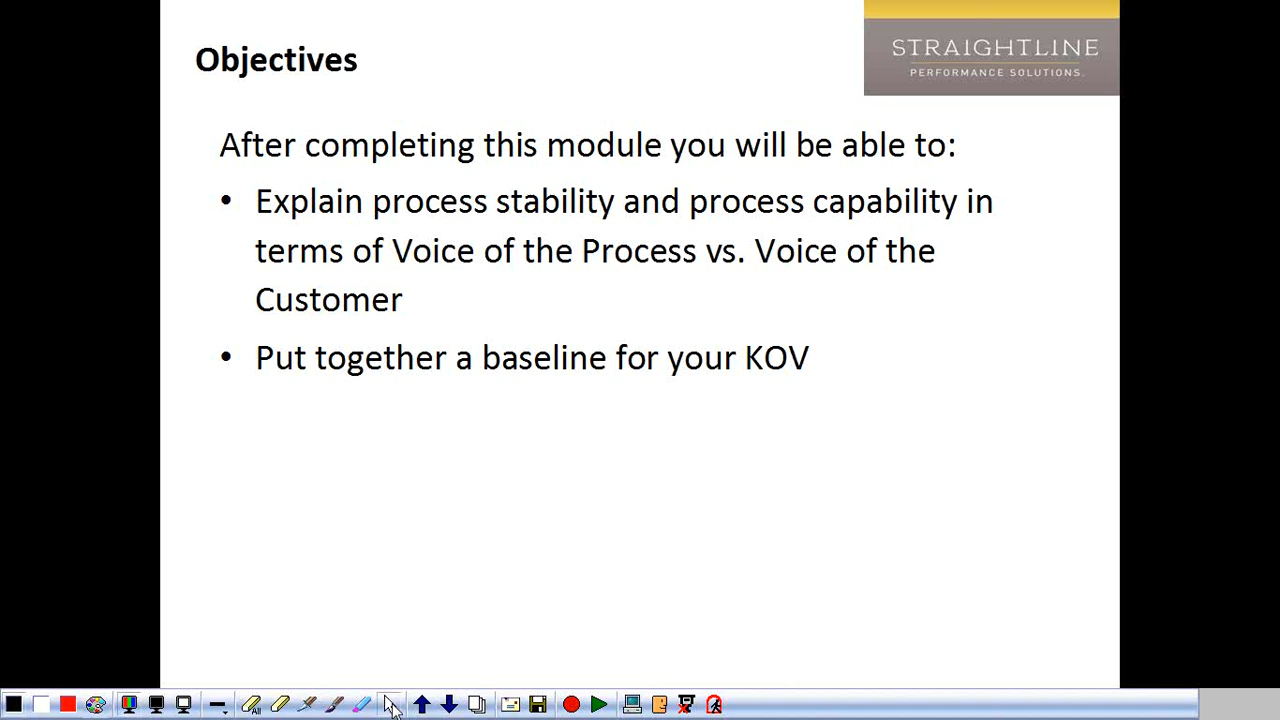 Objectives
STRAIGHTLINE
PERFORMANCE SOLUTIONS.
After completing this module you will be able to:
• Explain process stability and process capability in
terms of Voice of the Process vs. Voice of the
Customer
• Put together a baseline for your KOV
All